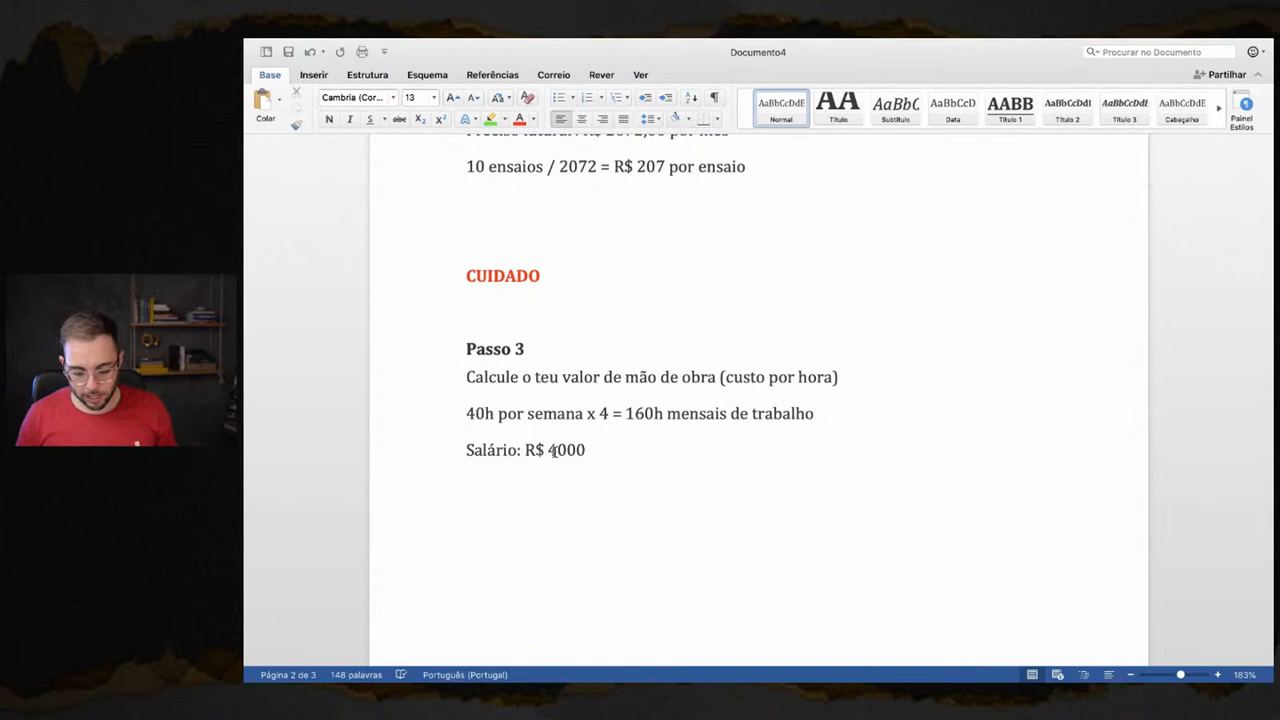 Documento4
Procurar no Documento
Base Inserir Estrutura Esquema Referências Correio Rever Ver
Partilhar
Colar
Cambria (Cor... 13
N I S abc X₂ X²
AaBbCcDdE AA AaBbC AaBbCcD AABB AaBbCcDdI AaBbCcDdI AaBbCcDdE
Normal Título Subtítulo Data Título 1 Título 2 Título 3 Cabeçalho
Painel
Estilos
10 ensaios / 2072 = R$ 207 por ensaio
CUIDADO
Passo 3
Calcule o teu valor de mão de obra (custo por hora)
40h por semana x 4 = 160h mensais de trabalho
Salário: R$ 4000
Página 2 de 3 148 palavras Português (Portugal) 183%